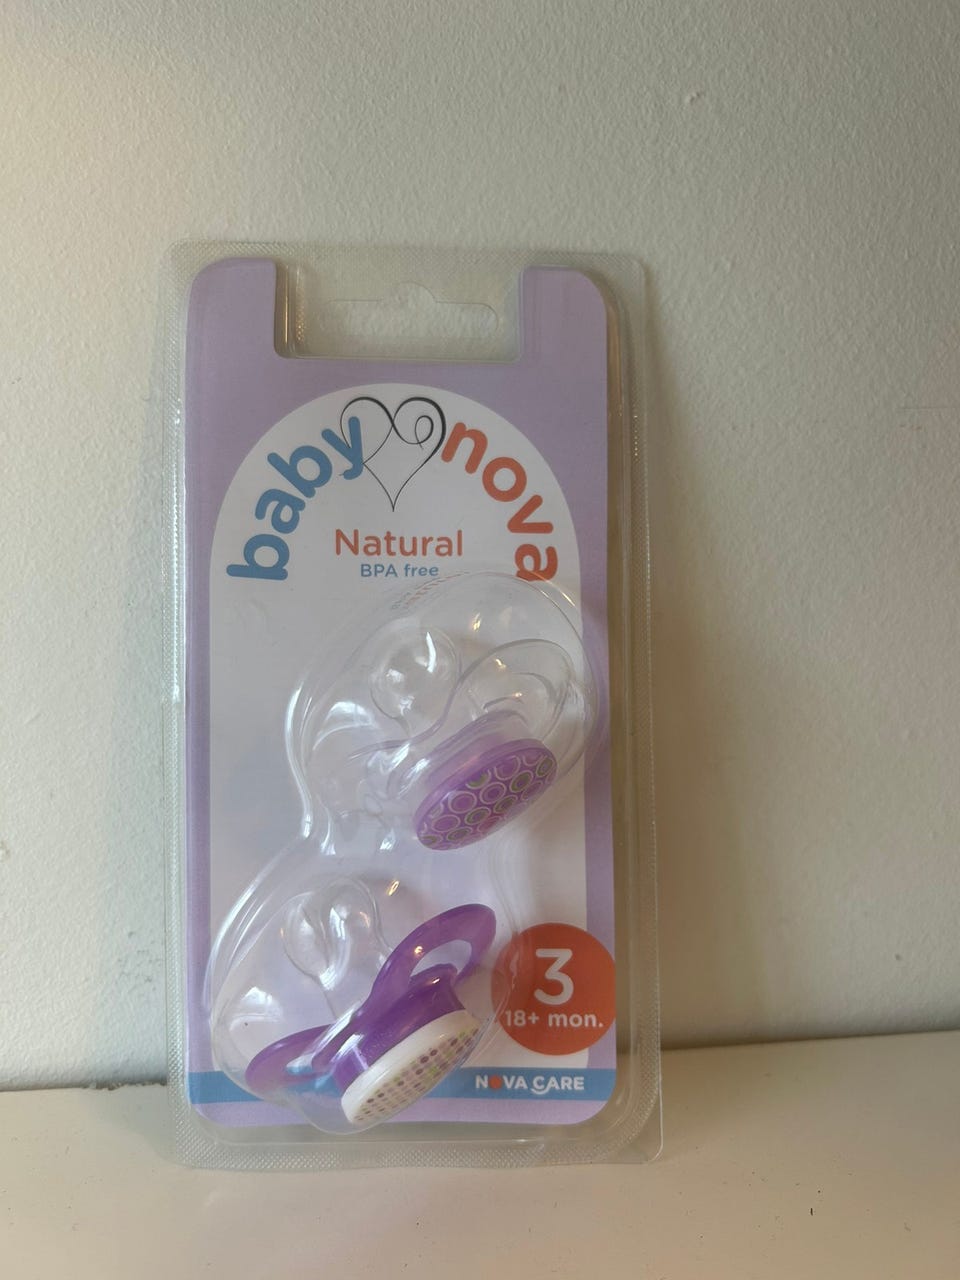 baby nova
Natural
BPA free
3
18+ mon.
NOVA CARE